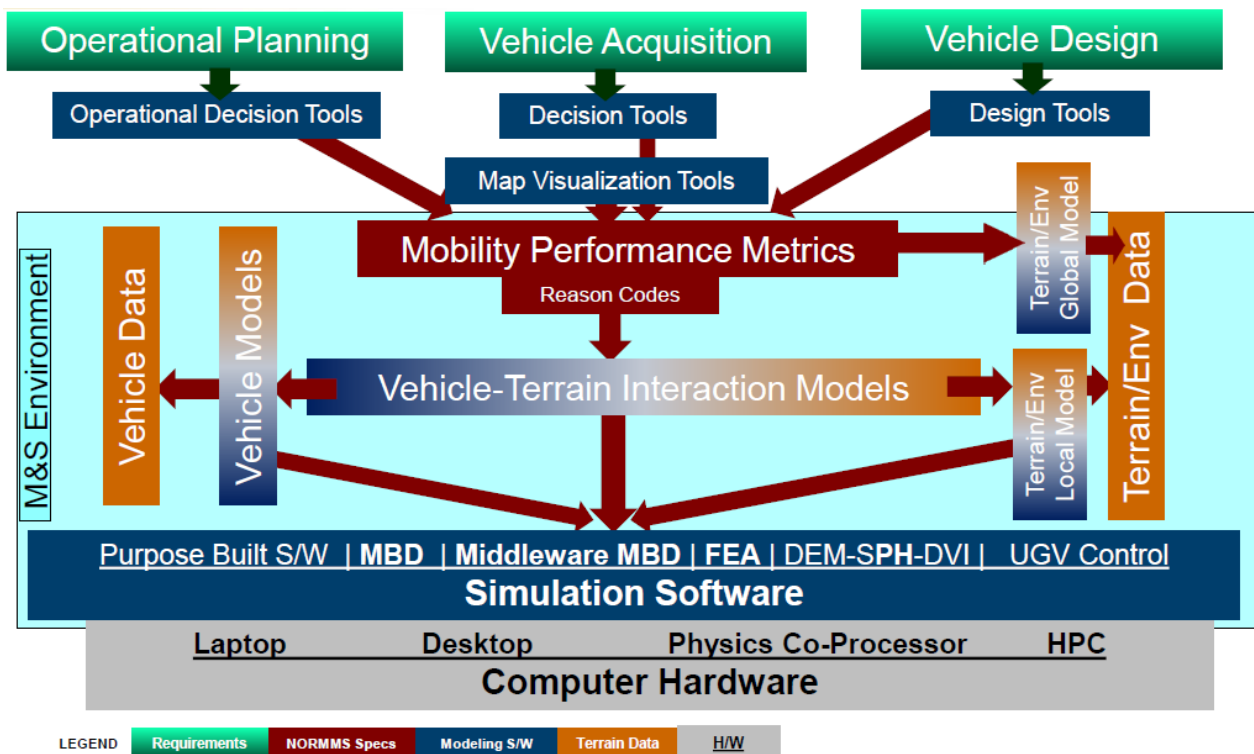 Operational Planning
Vehicle Acquisition
Vehicle Design
Operational Decision Tools
Decision Tools
Design Tools
Map Visualization Tools
Mobility Performance Metrics
Reason Codes
Terrain/Env
Global Model
Terrain/Env Data
M&S Environment
Vehicle Data
Vehicle Models
Vehicle-Terrain Interaction Models
Terrain/Env
Local Model
Purpose Built S/W | MBD | Middleware MBD | FEA | DEM-SPH-DVI | UGV Control
Simulation Software
Laptop Desktop Physics Co-Processor HPC
Computer Hardware
LEGEND Requirements NORMMS Specs Modeling S/W Terrain Data H/W